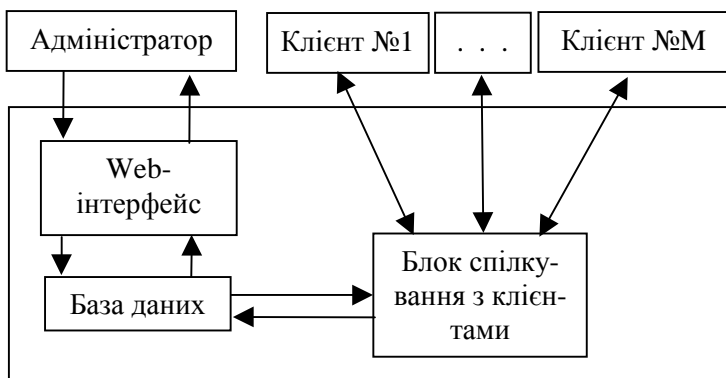 Адміністратор
Клієнт №1
. . .
Клієнт №М
Web-
інтерфейс
База даних
Блок спілку-
вання з клієн-
тами